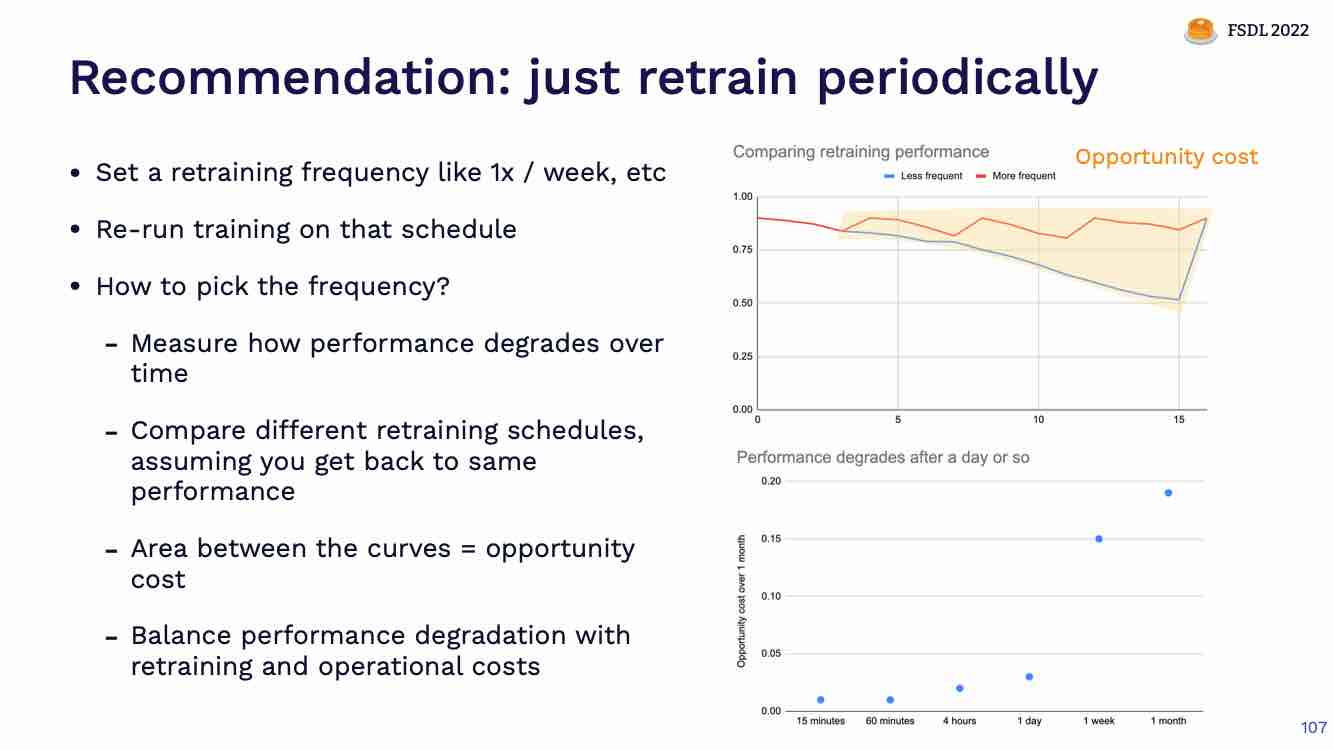 FSDL 2022
Recommendation: just retrain periodically
• Set a retraining frequency like 1x / week, etc
• Re-run training on that schedule
• How to pick the frequency?
– Measure how performance degrades over
time
– Compare different retraining schedules,
assuming you get back to same
performance
– Area between the curves = opportunity
cost
– Balance performance degradation with
retraining and operational costs
Comparing retraining performance
Opportunity cost
Less frequent More frequent
1.00
0.75
0.50
0.25
0.00
0 5 10 15
Performance degrades after a day or so
Opportunity cost over 1 month
0.20
0.15
0.10
0.05
0.00
15 minutes 60 minutes 4 hours 1 day 1 week 1 month
107